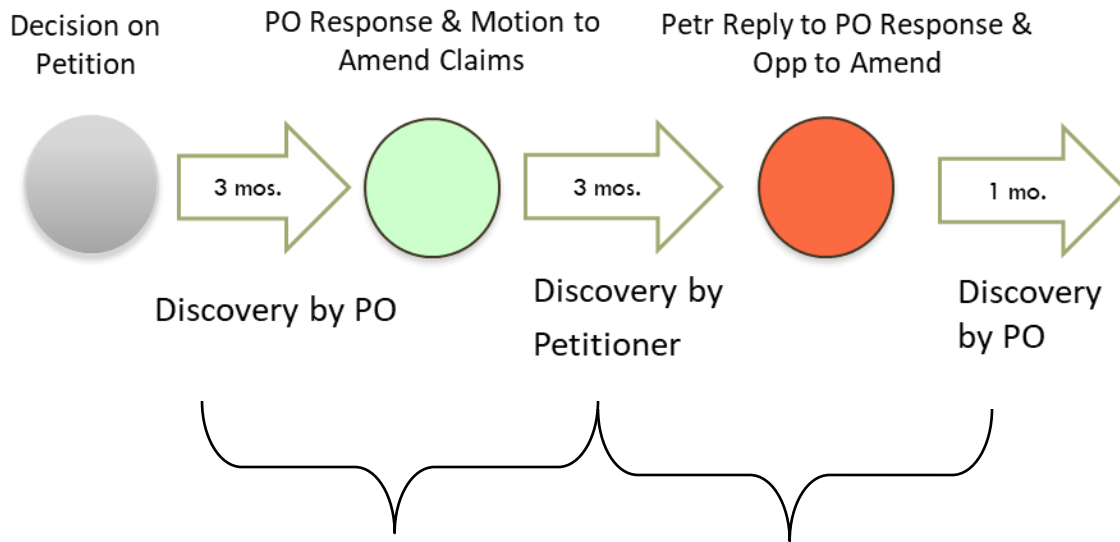 Decision on
Petition
PO Response & Motion to
Amend Claims
Petr Reply to PO Response &
Opp to Amend
3 mos.
3 mos.
1 mo.
Discovery by PO
Discovery by
Petitioner
Discovery
by PO